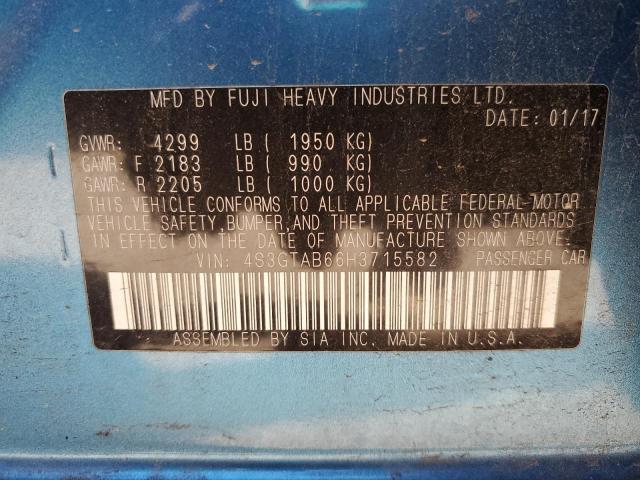 MFD BY FUJI HEAVY INDUSTRIES LTD.
DATE: 01/17
GVWR: 4299 LB ( 1950 KG)
GAWR: F 2183 LB ( 990 KG)
GAWR: R 2205 LB ( 1000 KG)
THIS VEHICLE CONFORMS TO ALL APPLICABLE FEDERAL MOTOR
VEHICLE SAFETY, BUMPER, AND THEFT PREVENTION STANDARDS
IN EFFECT ON THE DATE OF MANUFACTURE SHOWN ABOVE.
VIN: 4S3GTAB66H3715582 PASSENGER CAR
ASSEMBLED BY SIA INC. MADE IN U.S.A.